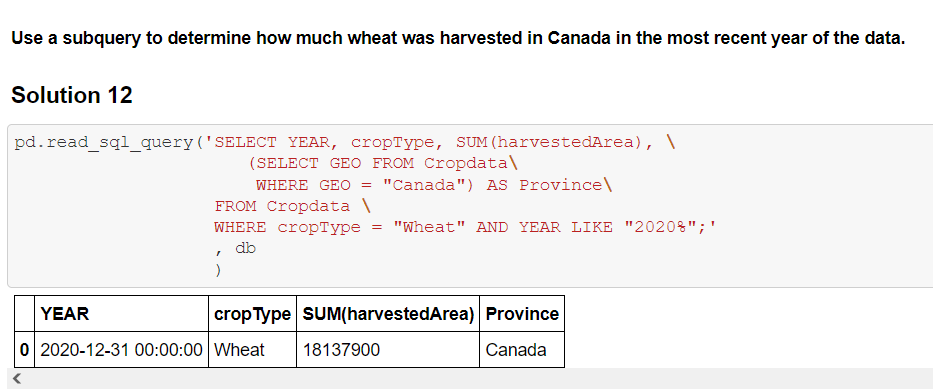 Use a subquery to determine how much wheat was harvested in Canada in the most recent year of the data.
Solution 12
pd.read_sql_query('SELECT YEAR, cropType, SUM(harvestedArea), \
(SELECT GEO FROM Cropdata\
WHERE GEO = "Canada") AS Province\
FROM Cropdata \
WHERE cropType = "Wheat" AND YEAR LIKE "2020%";'
, db
)
YEAR cropType SUM(harvestedArea) Province
0 2020-12-31 00:00:00 Wheat 18137900 Canada